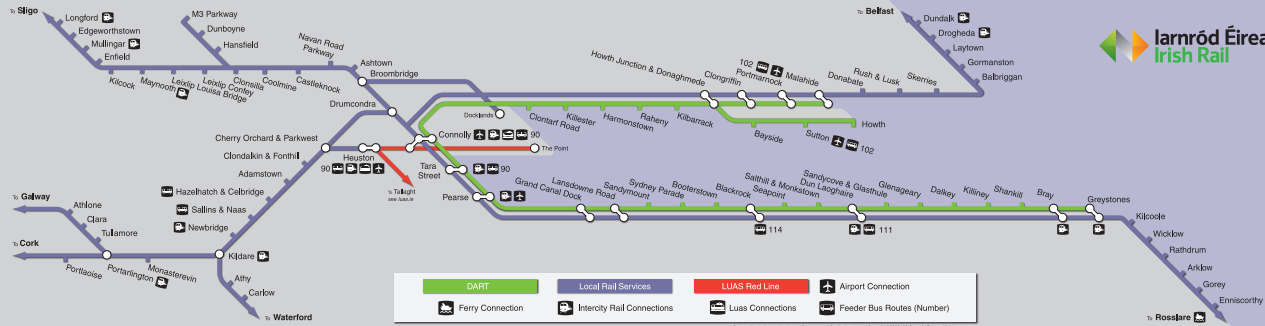 To Sligo
Longford
Edgeworthstown
Mullingar
Enfield
Kilcock
Maynooth
Leixlip Louisa Bridge
Leixlip Confey
Clonsilla
Coolmine
Castleknock
M3 Parkway
Dunboyne
Hansfield
Navan Road
Parkway
Ashtown
Broombridge
Drumcondra
Docklands
Connolly
90
The Point
Cherry Orchard & Parkwest
Clondalkin & Fonthill
Adamstown
Hazelhatch & Celbridge
Sallins & Naas
Newbridge
Kildare
Heuston
90
To Tallaght
see luas.ie
Tara
Street
90
Pearse
To Galway
Athlone
Clara
Tullamore
To Cork
Portlaoise
Portarlington
Monasterevin
Athy
Carlow
To Waterford
To Belfast
Dundalk
Drogheda
Laytown
Gormanston
Balbriggan
Skerries
Rush & Lusk
Donabate
Malahide
102
Portmarnock
Clongriffin
Howth Junction & Donaghmede
Clontarf Road
Killester
Harmonstown
Raheny
Kilbarrack
Bayside
Sutton
102
Howth
Grand Canal Dock
Lansdowne Road
Sandymount
Sydney Parade
Booterstown
Blackrock
Seapoint
114
Salthill & Monkstown
Dun Laoghaire
111
Sandycove & Glasthule
Glenageary
Dalkey
Killiney
Shankill
Bray
Greystones
Kilcoole
Wicklow
Rathdrum
Arklow
Gorey
Enniscorthy
To Rosslare
Iarnród Éirea
Irish Rail
DART
Local Rail Services
LUAS Red Line
Airport Connection
Ferry Connection
Intercity Rail Connections
Luas Connections
Feeder Bus Routes (Number)